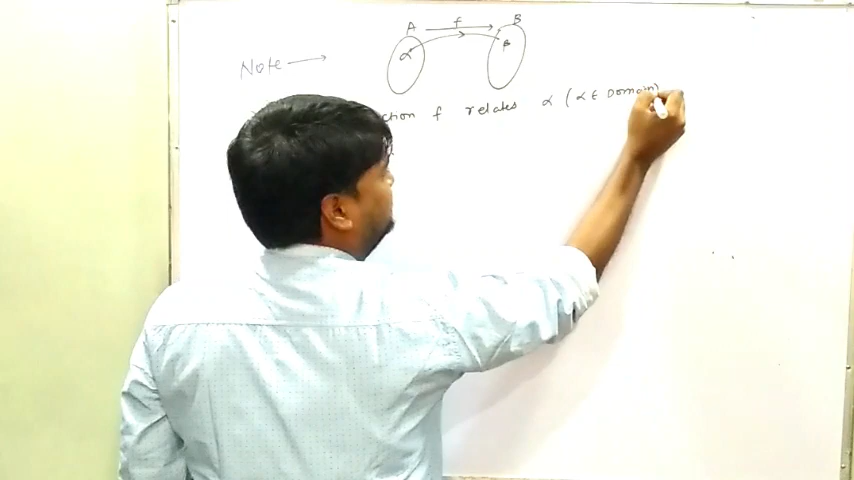 A f B
Note → α β
f relates α (α ∈ Domain)